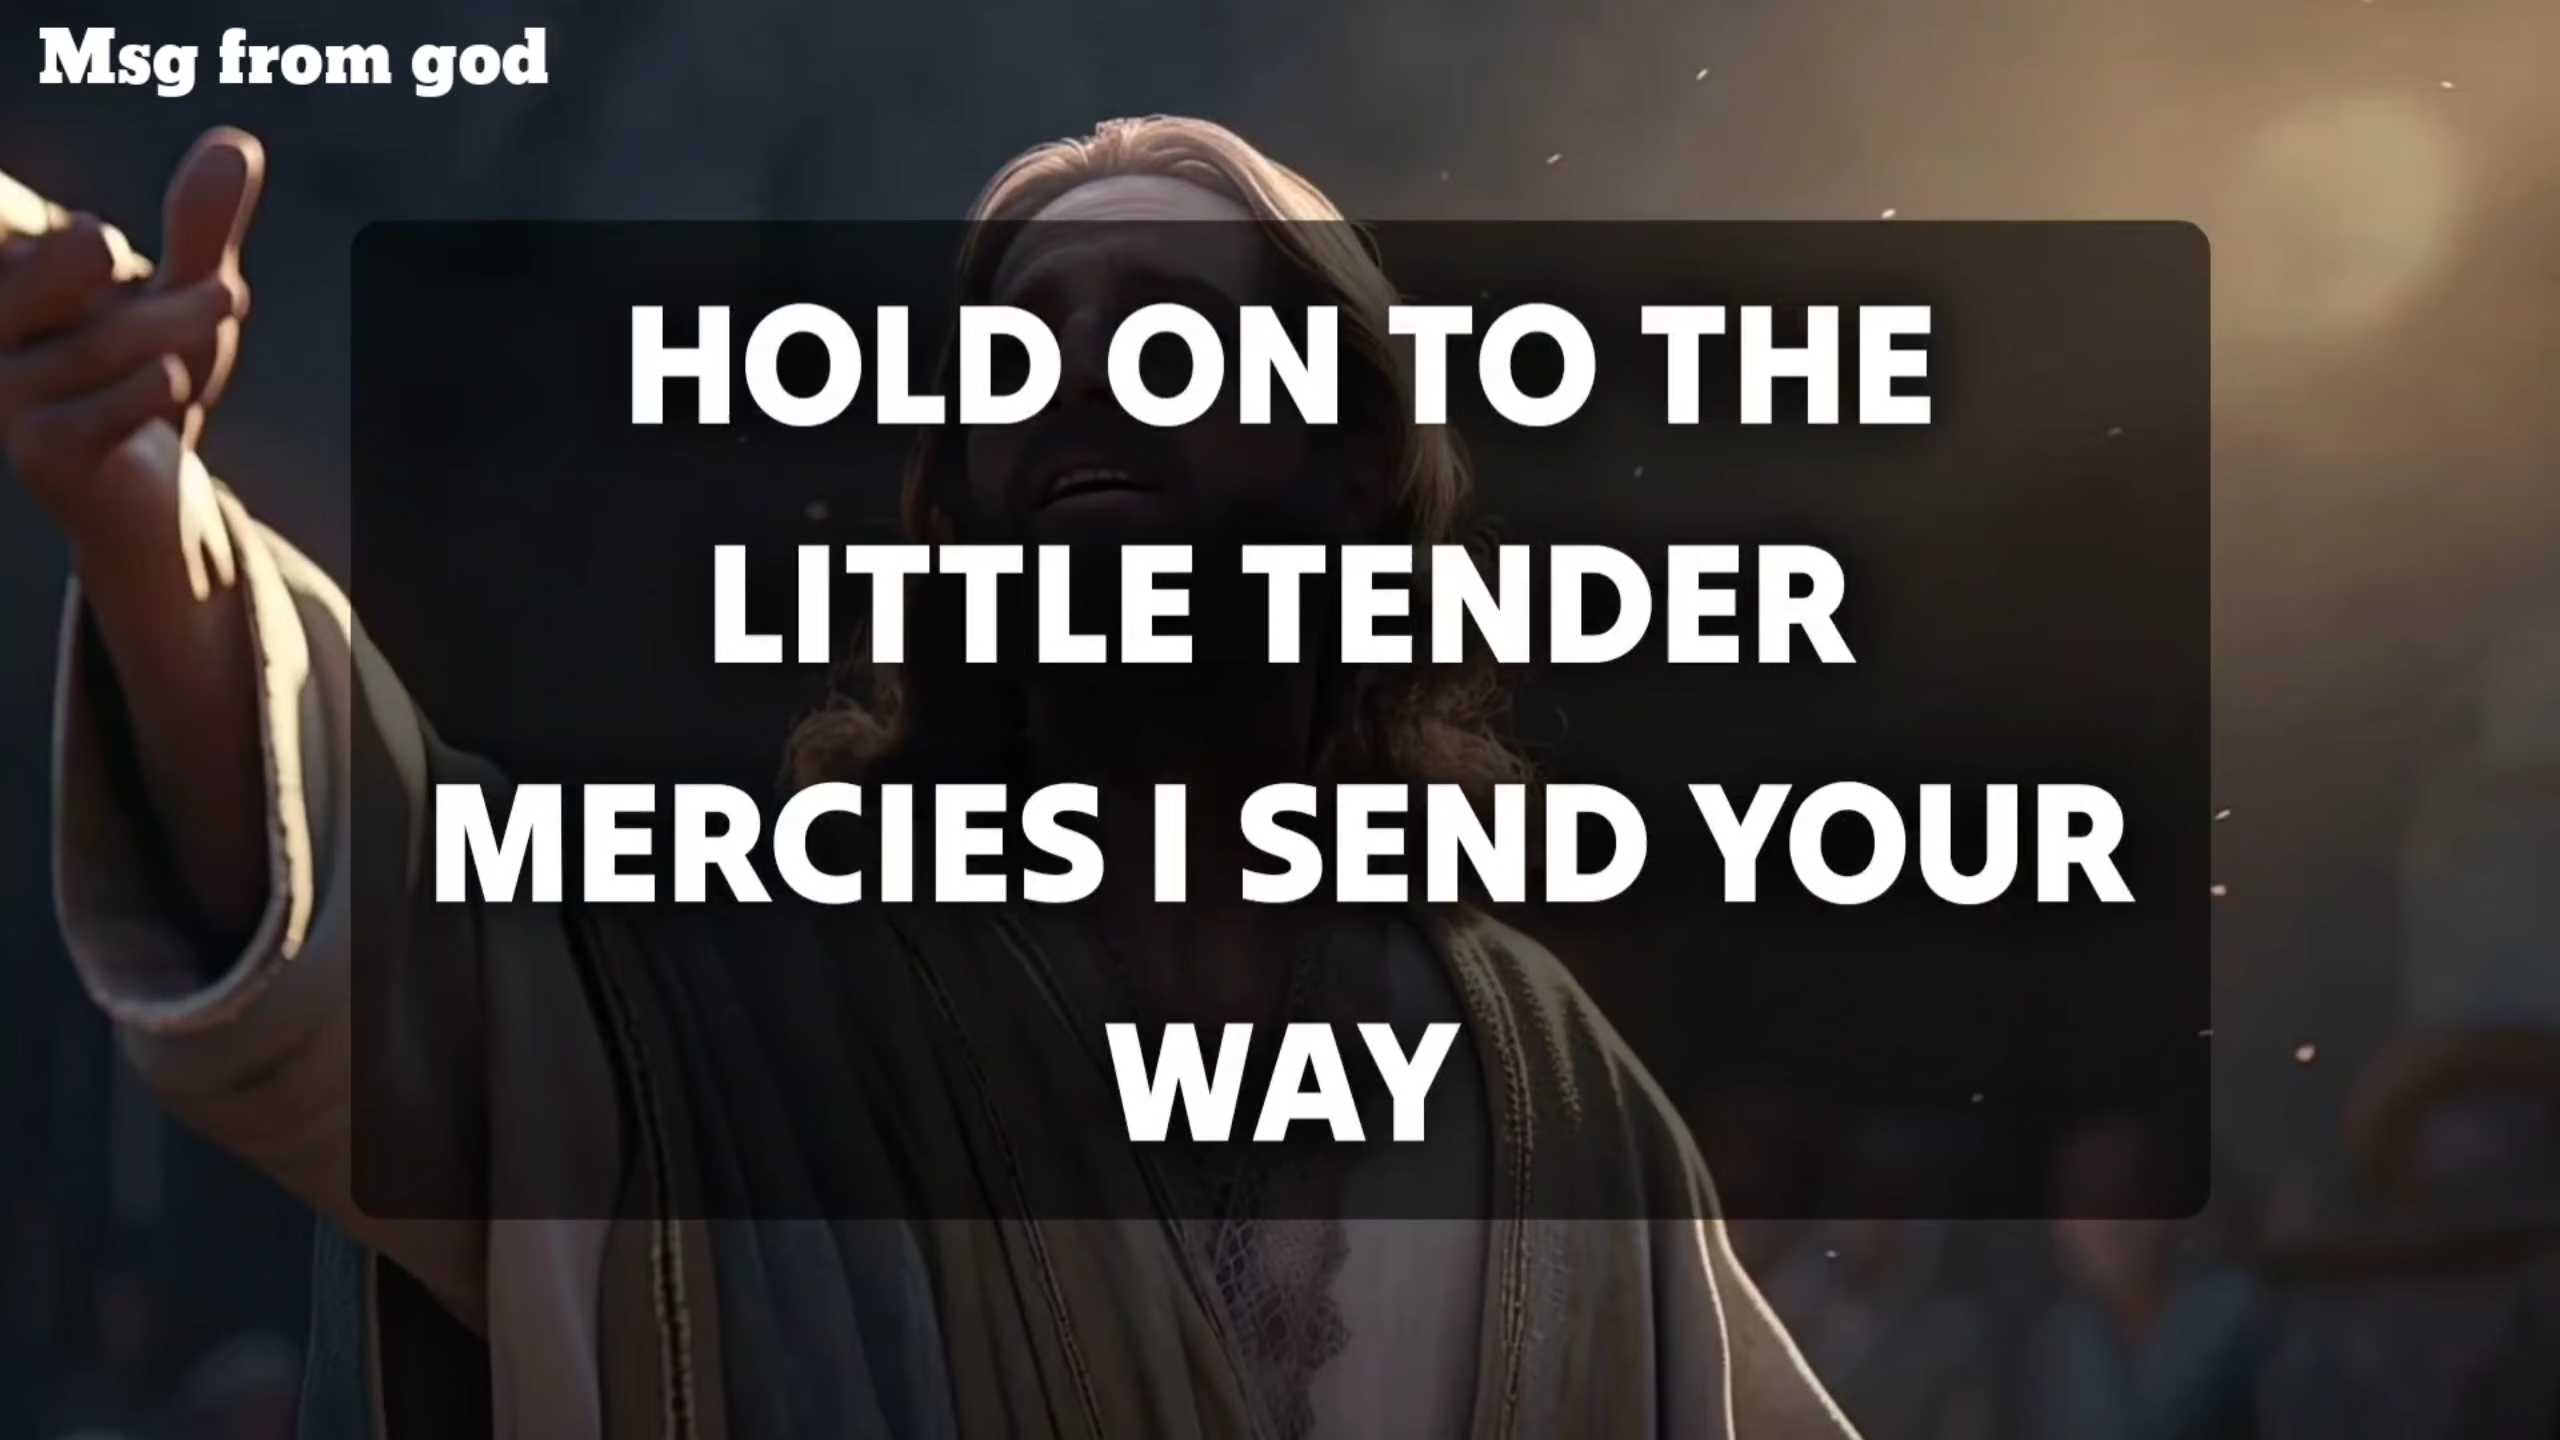 Msg from god
HOLD ON TO THE
LITTLE TENDER
MERCIES I SEND YOUR
WAY